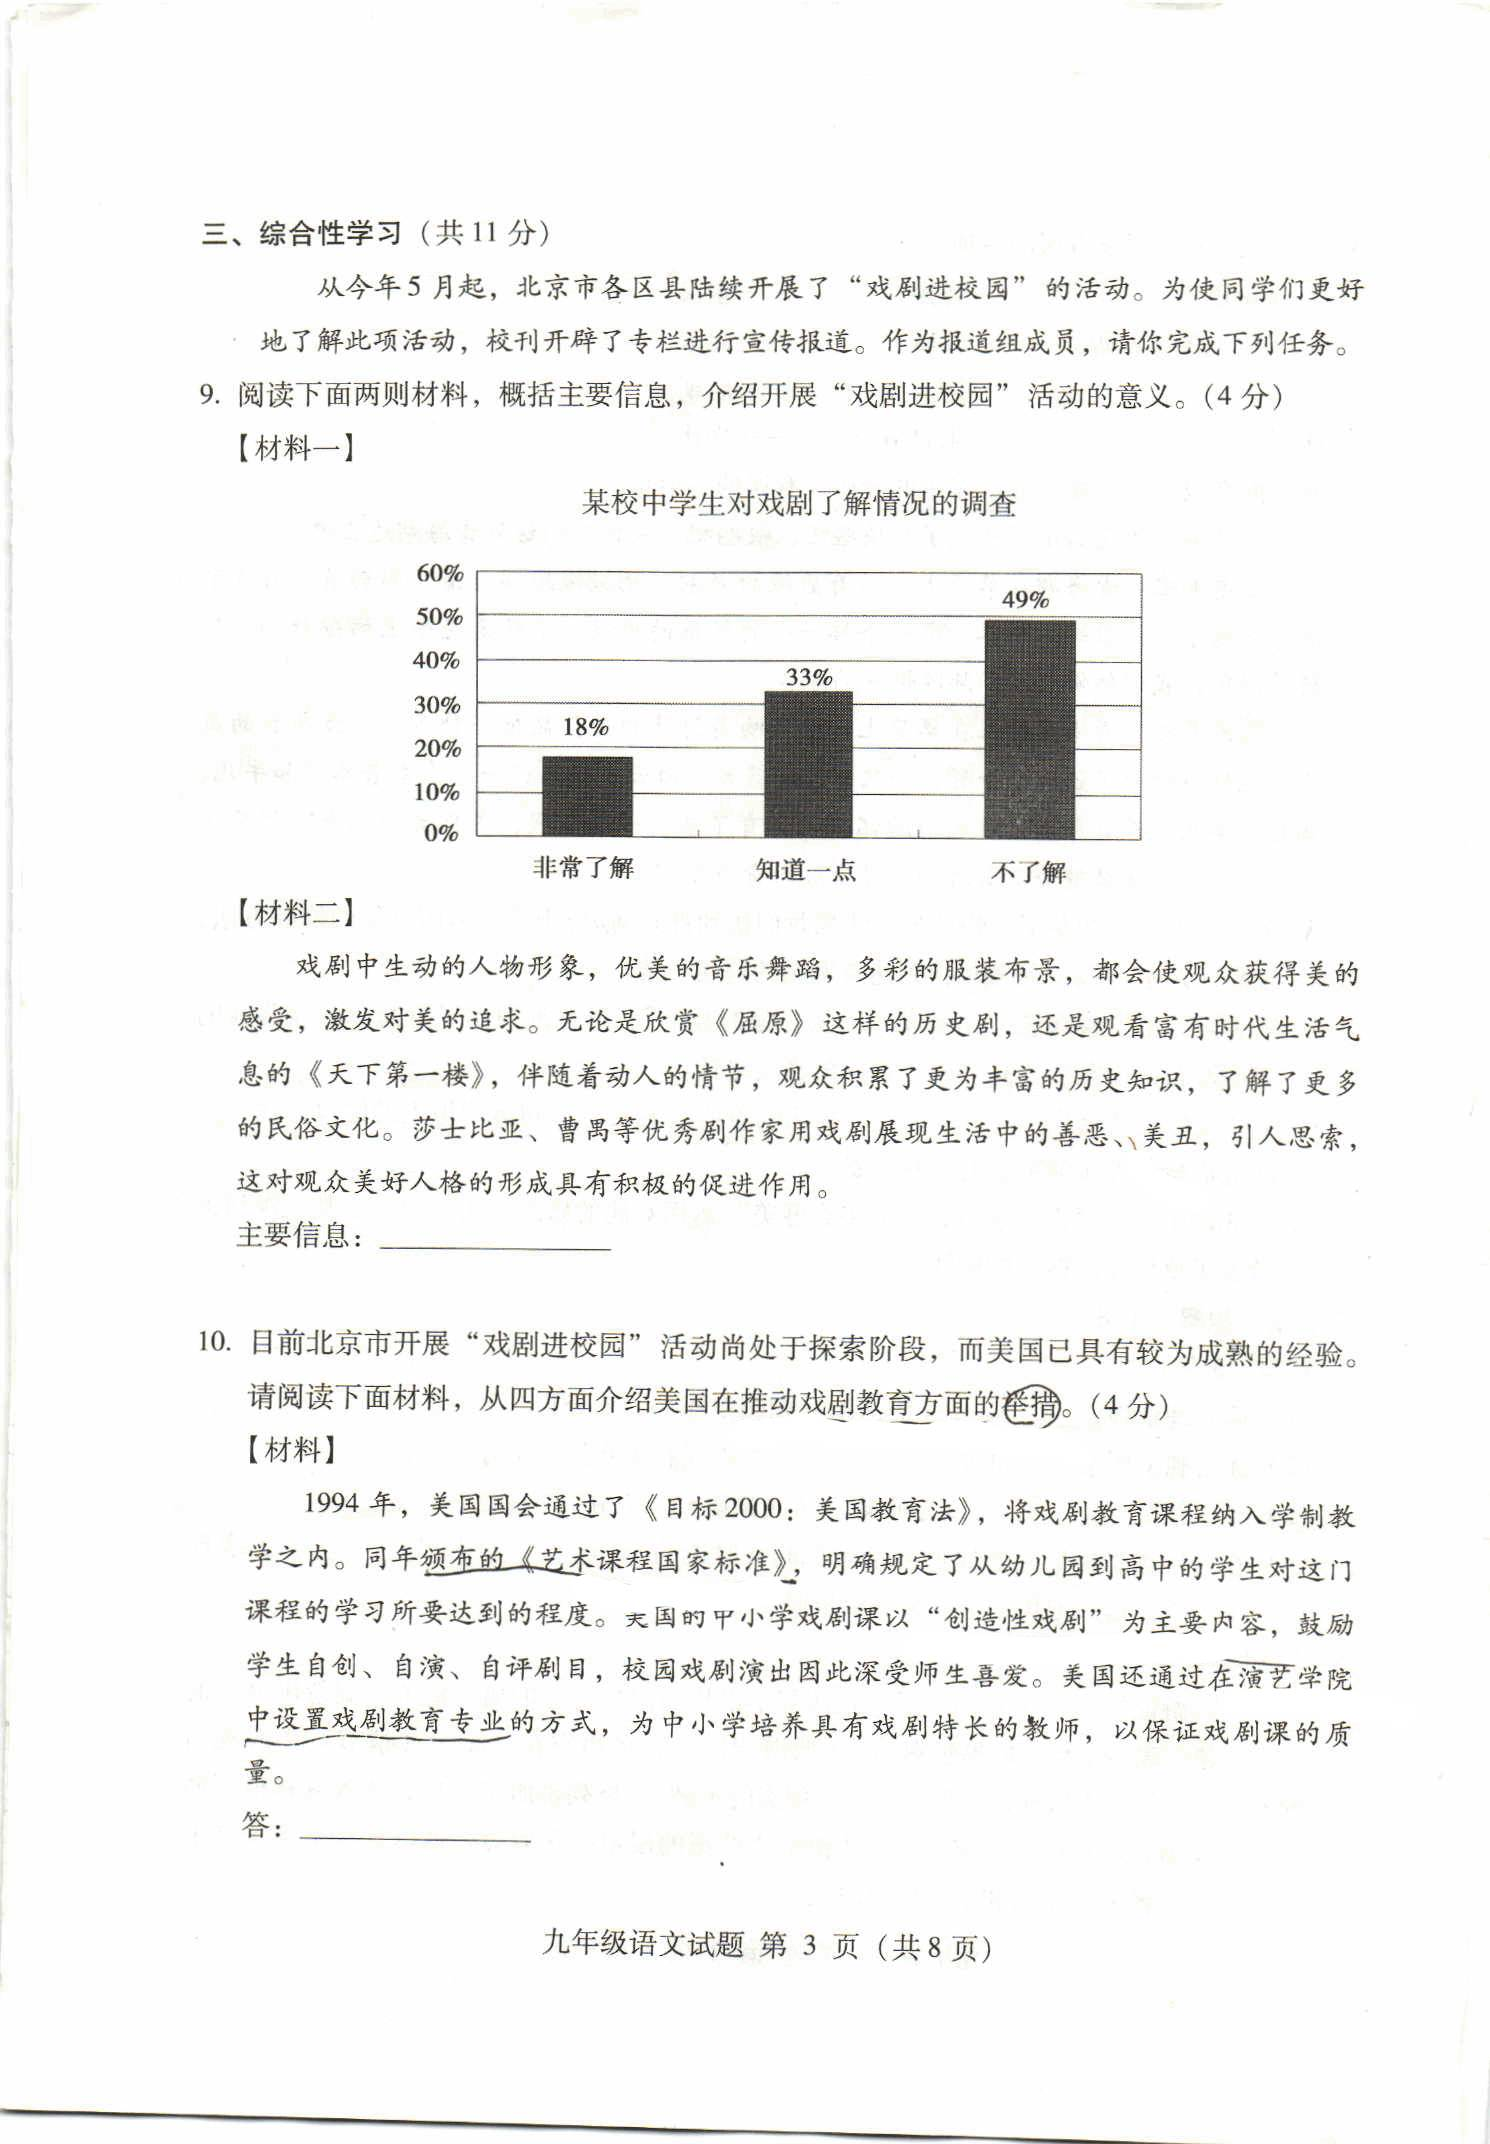 三、综合性学习（共11分）
从今年5月起，北京市各区县陆续开展了“戏剧进校园”的活动。为使同学们更好
地了解此项活动，校刊开辟了专栏进行宣传报道。作为报道组成员，请你完成下列任务。
9. 阅读下面两则材料，概括主要信息，介绍开展“戏剧进校园”活动的意义。（4分）
【材料一】
某校中学生对戏剧了解情况的调查
60%
50%
40%
30%
20%
10%
0%
18%
33%
49%
非常了解 知道一点 不了解
【材料二】
戏剧中生动的人物形象，优美的音乐舞蹈，多彩的服装布景，都会使观众获得美的
感受，激发对美的追求。无论是欣赏《屈原》这样的历史剧，还是观看富有时代生活气
息的《天下第一楼》，伴随着动人的情节，观众积累了更为丰富的历史知识，了解了更多
的民俗文化。莎士比亚、曹禺等优秀剧作家用戏剧展现生活中的善恶、美丑，引人思索，
这对观众美好人格的形成具有积极的促进作用。
主要信息：
10. 目前北京市开展“戏剧进校园”活动尚处于探索阶段，而美国已具有较为成熟的经验。
请阅读下面材料，从四方面介绍美国在推动戏剧教育方面的举措。（4分）
【材料】
1994年，美国国会通过了《目标2000：美国教育法》，将戏剧教育课程纳入学制教
学之内。同年颁布的《艺术课程国家标准》，明确规定了从幼儿园到高中的学生对这门
课程的学习所要达到的程度。美国的中小学戏剧课以“创造性戏剧”为主要内容，鼓励
学生自创、自演、自评剧目，校园戏剧演出因此深受师生喜爱。美国还通过在演艺学院
中设置戏剧教育专业的方式，为中小学培养具有戏剧特长的教师，以保证戏剧课的质
量。
答：
九年级语文试题 第 3 页（共8页）